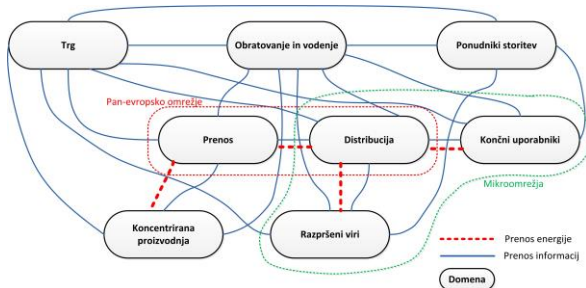 Trg
Obratovanje in vodenje
Ponudniki storitev
Pan-evropsko omrežje
Prenos
Distribucija
Končni uporabniki
Mikroomrežja
Koncentrirana
proizvodnja
Razpršeni viri
Prenos energije
Prenos informacij
Domena